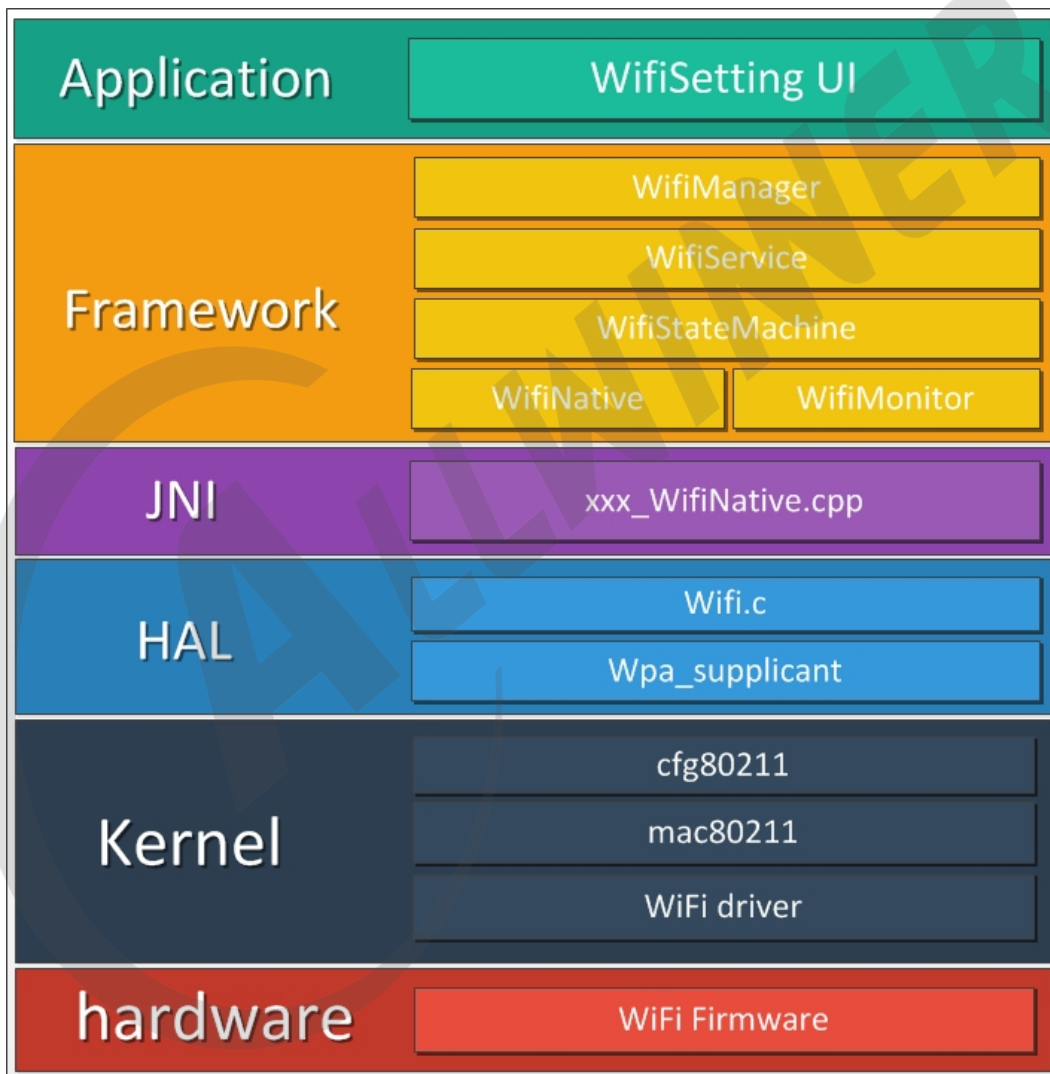 Application
WifiSetting UI
Framework
WifiManager
WifiService
WifiStateMachine
WifiNative
WifiMonitor
JNI
xxx_WifiNative.cpp
HAL
Wifi.c
Wpa_supplicant
Kernel
cfg80211
mac80211
WiFi driver
hardware
WiFi Firmware
ALLWINNER